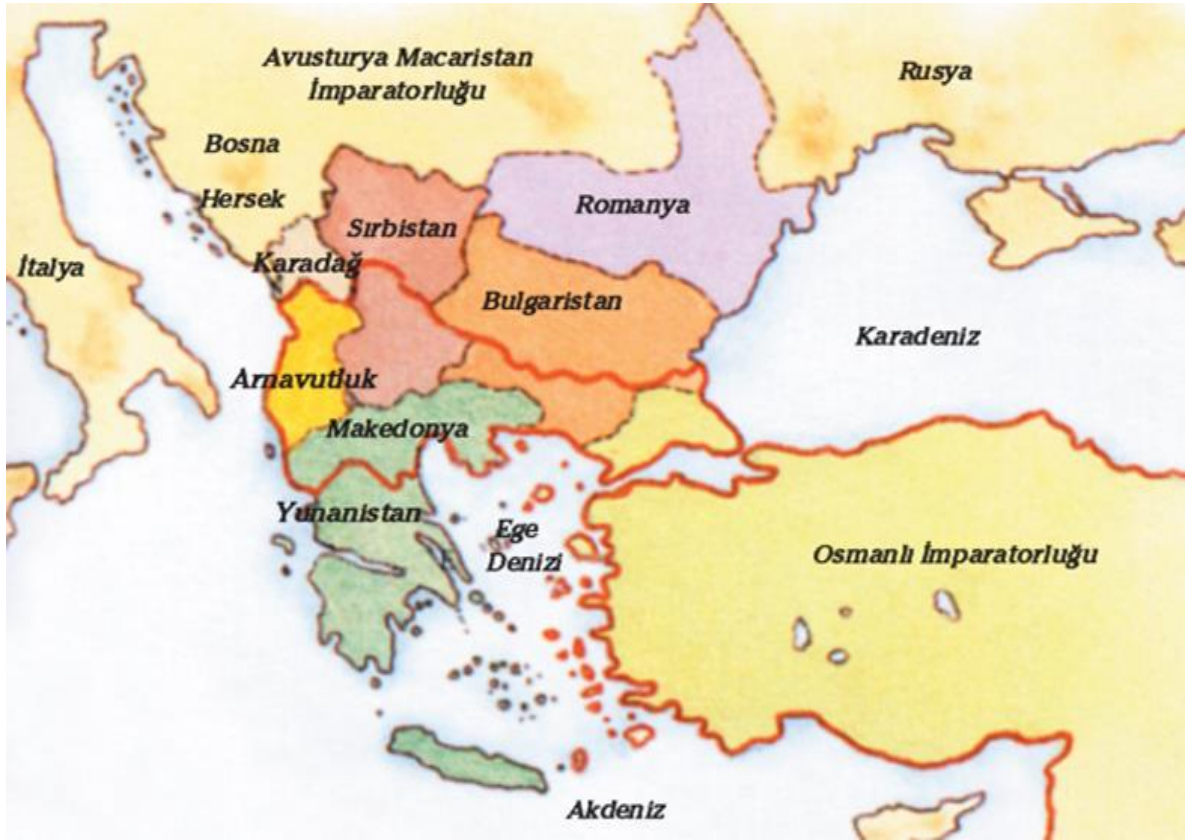 Avusturya Macaristan
İmparatorluğu
Rusya
Bosna
Hersek
Romanya
Sırbistan
Karadağ
İtalya
Bulgaristan
Karadeniz
Arnavutluk
Makedonya
Yunanistan
Ege
Denizi
Osmanlı İmparatorluğu
Akdeniz